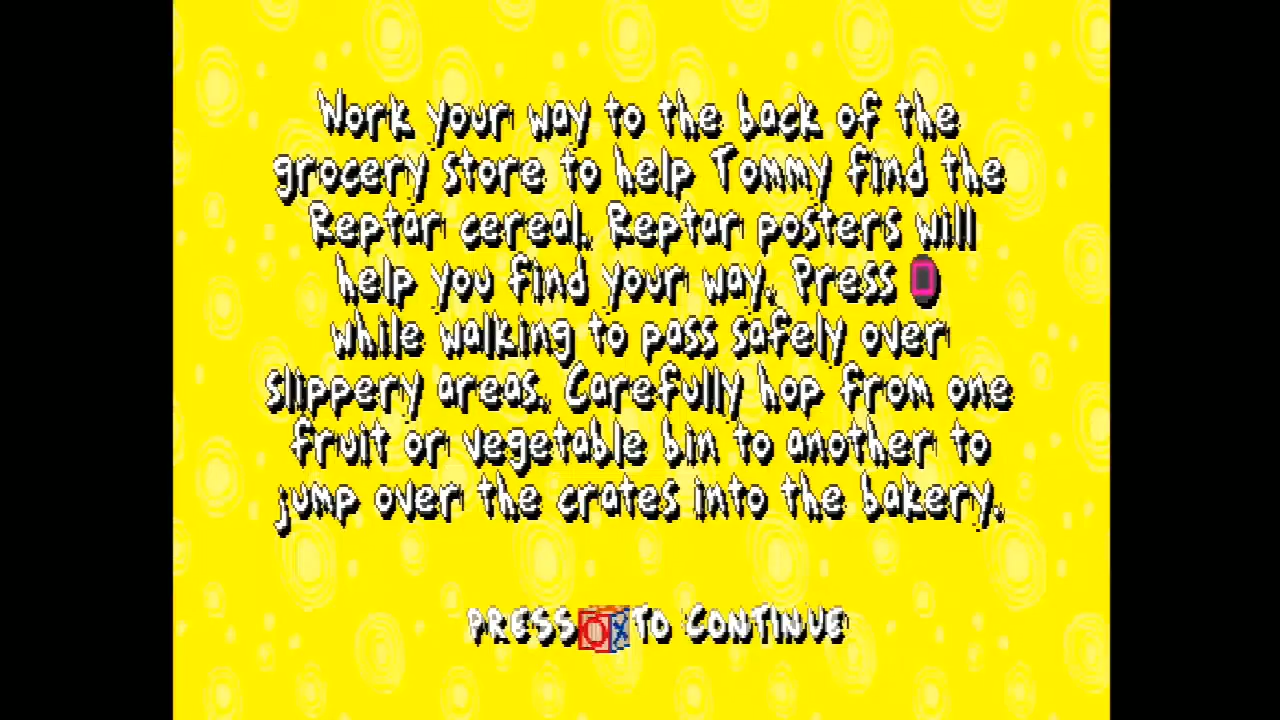 Work your way to the back of the
grocery store to help Tommy find the
Reptar cereal. Reptar posters will
help you find your way. Press □
while walking to pass safely over
slippery areas. Carefully hop from one
fruit or vegetable bin to another to
jump over the crates into the bakery.
PRESS O X TO CONTINUE